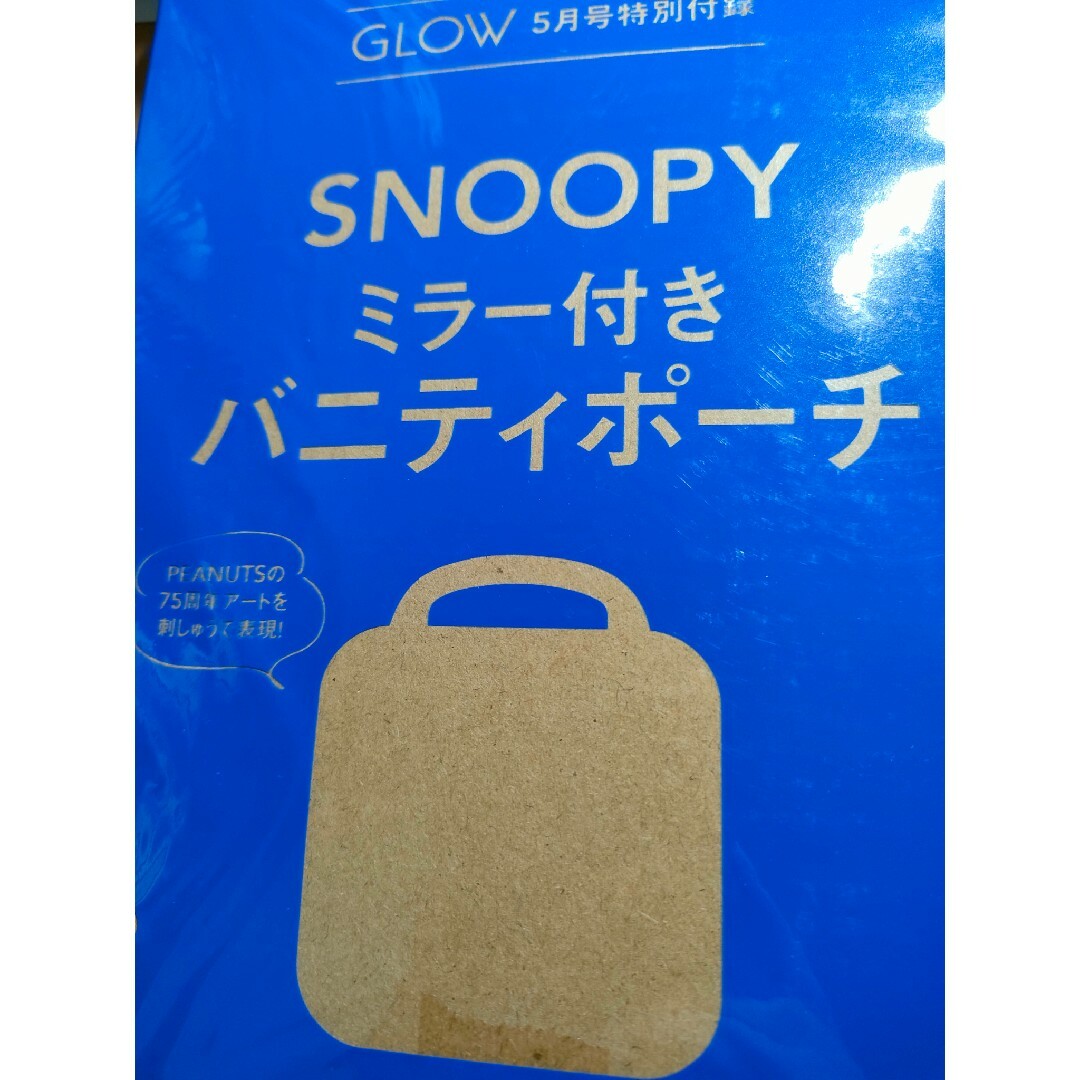 GLOW 5月号特別付録
SNOOPY
ミラー付き
バニティポーチ
PEANUTSの
75周年アートを
刺しゅうで表現!